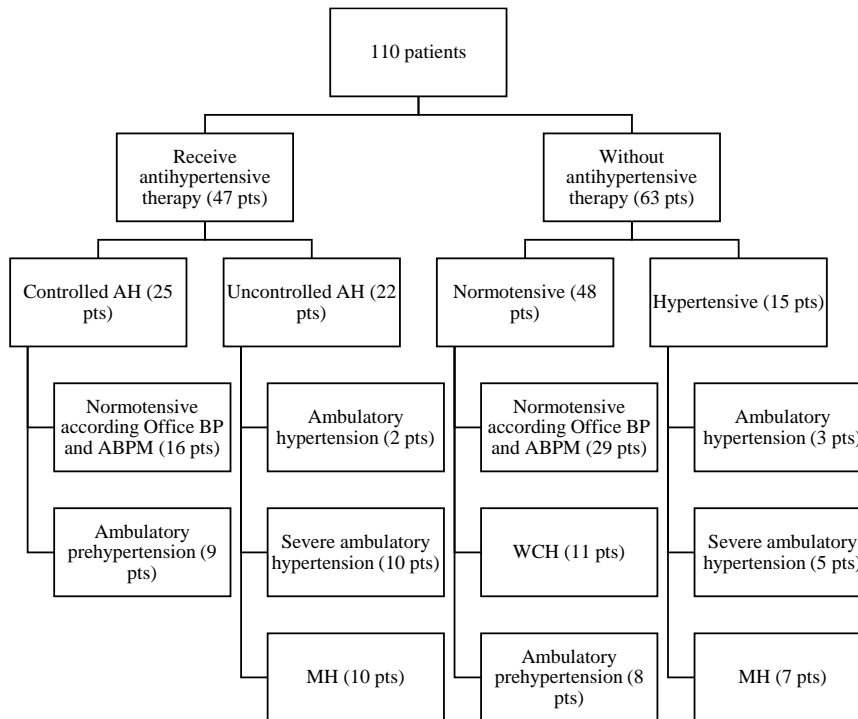 110 patients
Receive
antihypertensive
therapy (47 pts)
Without
antihypertensive
therapy (63 pts)
Controlled AH (25
pts)
Uncontrolled AH (22
pts)
Normotensive (48
pts)
Hypertensive (15 pts)
Normotensive
according Office BP
and ABPM (16 pts)
Ambulatory
hypertension (2 pts)
Normotensive
according Office BP
and ABPM (29 pts)
Ambulatory
hypertension (3 pts)
Ambulatory
prehypertension (9
pts)
Severe ambulatory
hypertension (10 pts)
WCH (11 pts)
Severe ambulatory
hypertension (5 pts)
MH (10 pts)
Ambulatory
prehypertension (8
pts)
MH (7 pts)